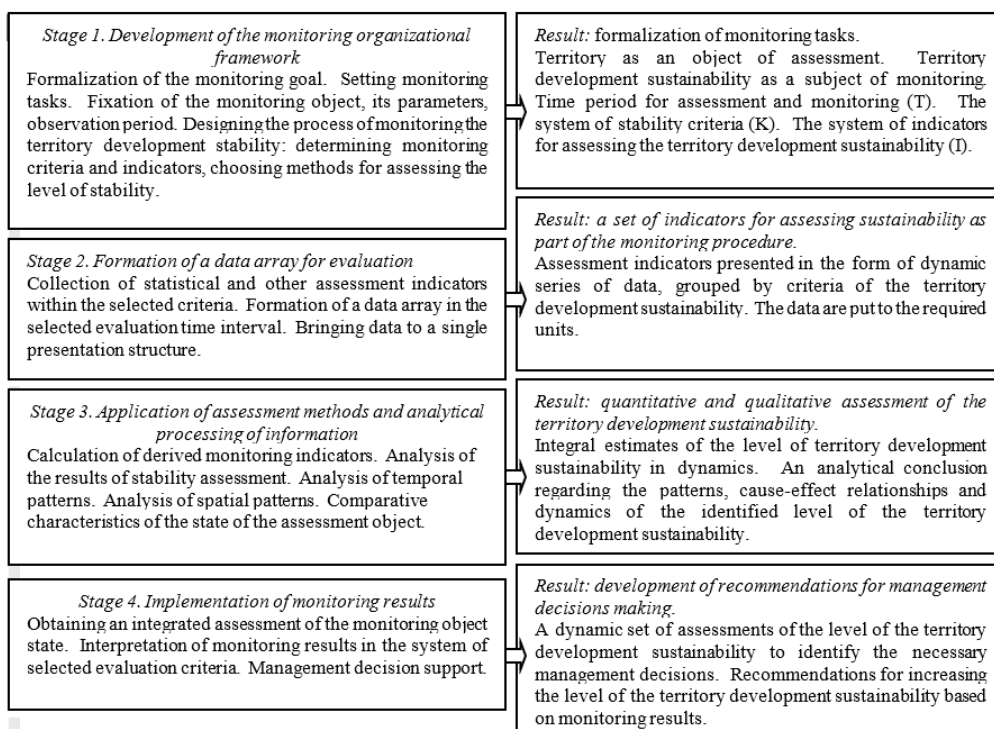 Stage 1. Development of the monitoring organizational
framework
Formalization of the monitoring goal. Setting monitoring
tasks. Fixation of the monitoring object, its parameters,
observation period. Designing the process of monitoring the
territory development stability: determining monitoring
criteria and indicators, choosing methods for assessing the
level of stability.
Result: formalization of monitoring tasks.
Territory as an object of assessment. Territory
development sustainability as a subject of monitoring.
Time period for assessment and monitoring (T). The
system of stability criteria (K). The system of indicators
for assessing the territory development sustainability (I).
Stage 2. Formation of a data array for evaluation
Collection of statistical and other assessment indicators
within the selected criteria. Formation of a data array in the
selected evaluation time interval. Bringing data to a single
presentation structure.
Result: a set of indicators for assessing sustainability as
part of the monitoring procedure.
Assessment indicators presented in the form of dynamic
series of data, grouped by criteria of the territory
development sustainability. The data are put to the required
units.
Stage 3. Application of assessment methods and analytical
processing of information
Calculation of derived monitoring indicators. Analysis of
the results of stability assessment. Analysis of temporal
patterns. Analysis of spatial patterns. Comparative
characteristics of the state of the assessment object.
Result: quantitative and qualitative assessment of the
territory development sustainability.
Integral estimates of the level of territory development
sustainability in dynamics. An analytical conclusion
regarding the patterns, cause-effect relationships and
dynamics of the identified level of the territory
development sustainability.
Stage 4. Implementation of monitoring results
Obtaining an integrated assessment of the monitoring object
state. Interpretation of monitoring results in the system of
selected evaluation criteria. Management decision support.
Result: development of recommendations for management
decisions making.
A dynamic set of assessments of the level of the territory
development sustainability to identify the necessary
management decisions. Recommendations for increasing
the level of the territory development sustainability based
on monitoring results.